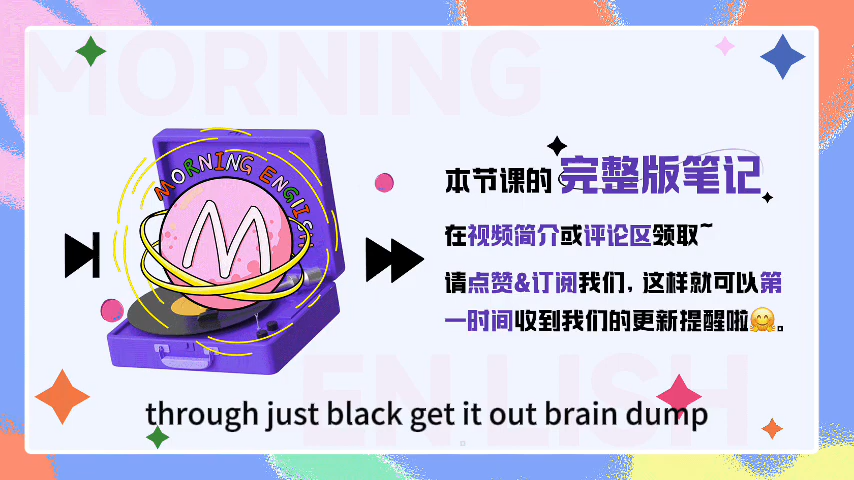 MORNING
MORNING ENGlISH
M
本节课的 完整版笔记
在视频简介或评论区领取~
请点赞&订阅我们，这样就可以第
一时间收到我们的更新提醒啦🤗。
EN LISH
through just black get it out brain dump